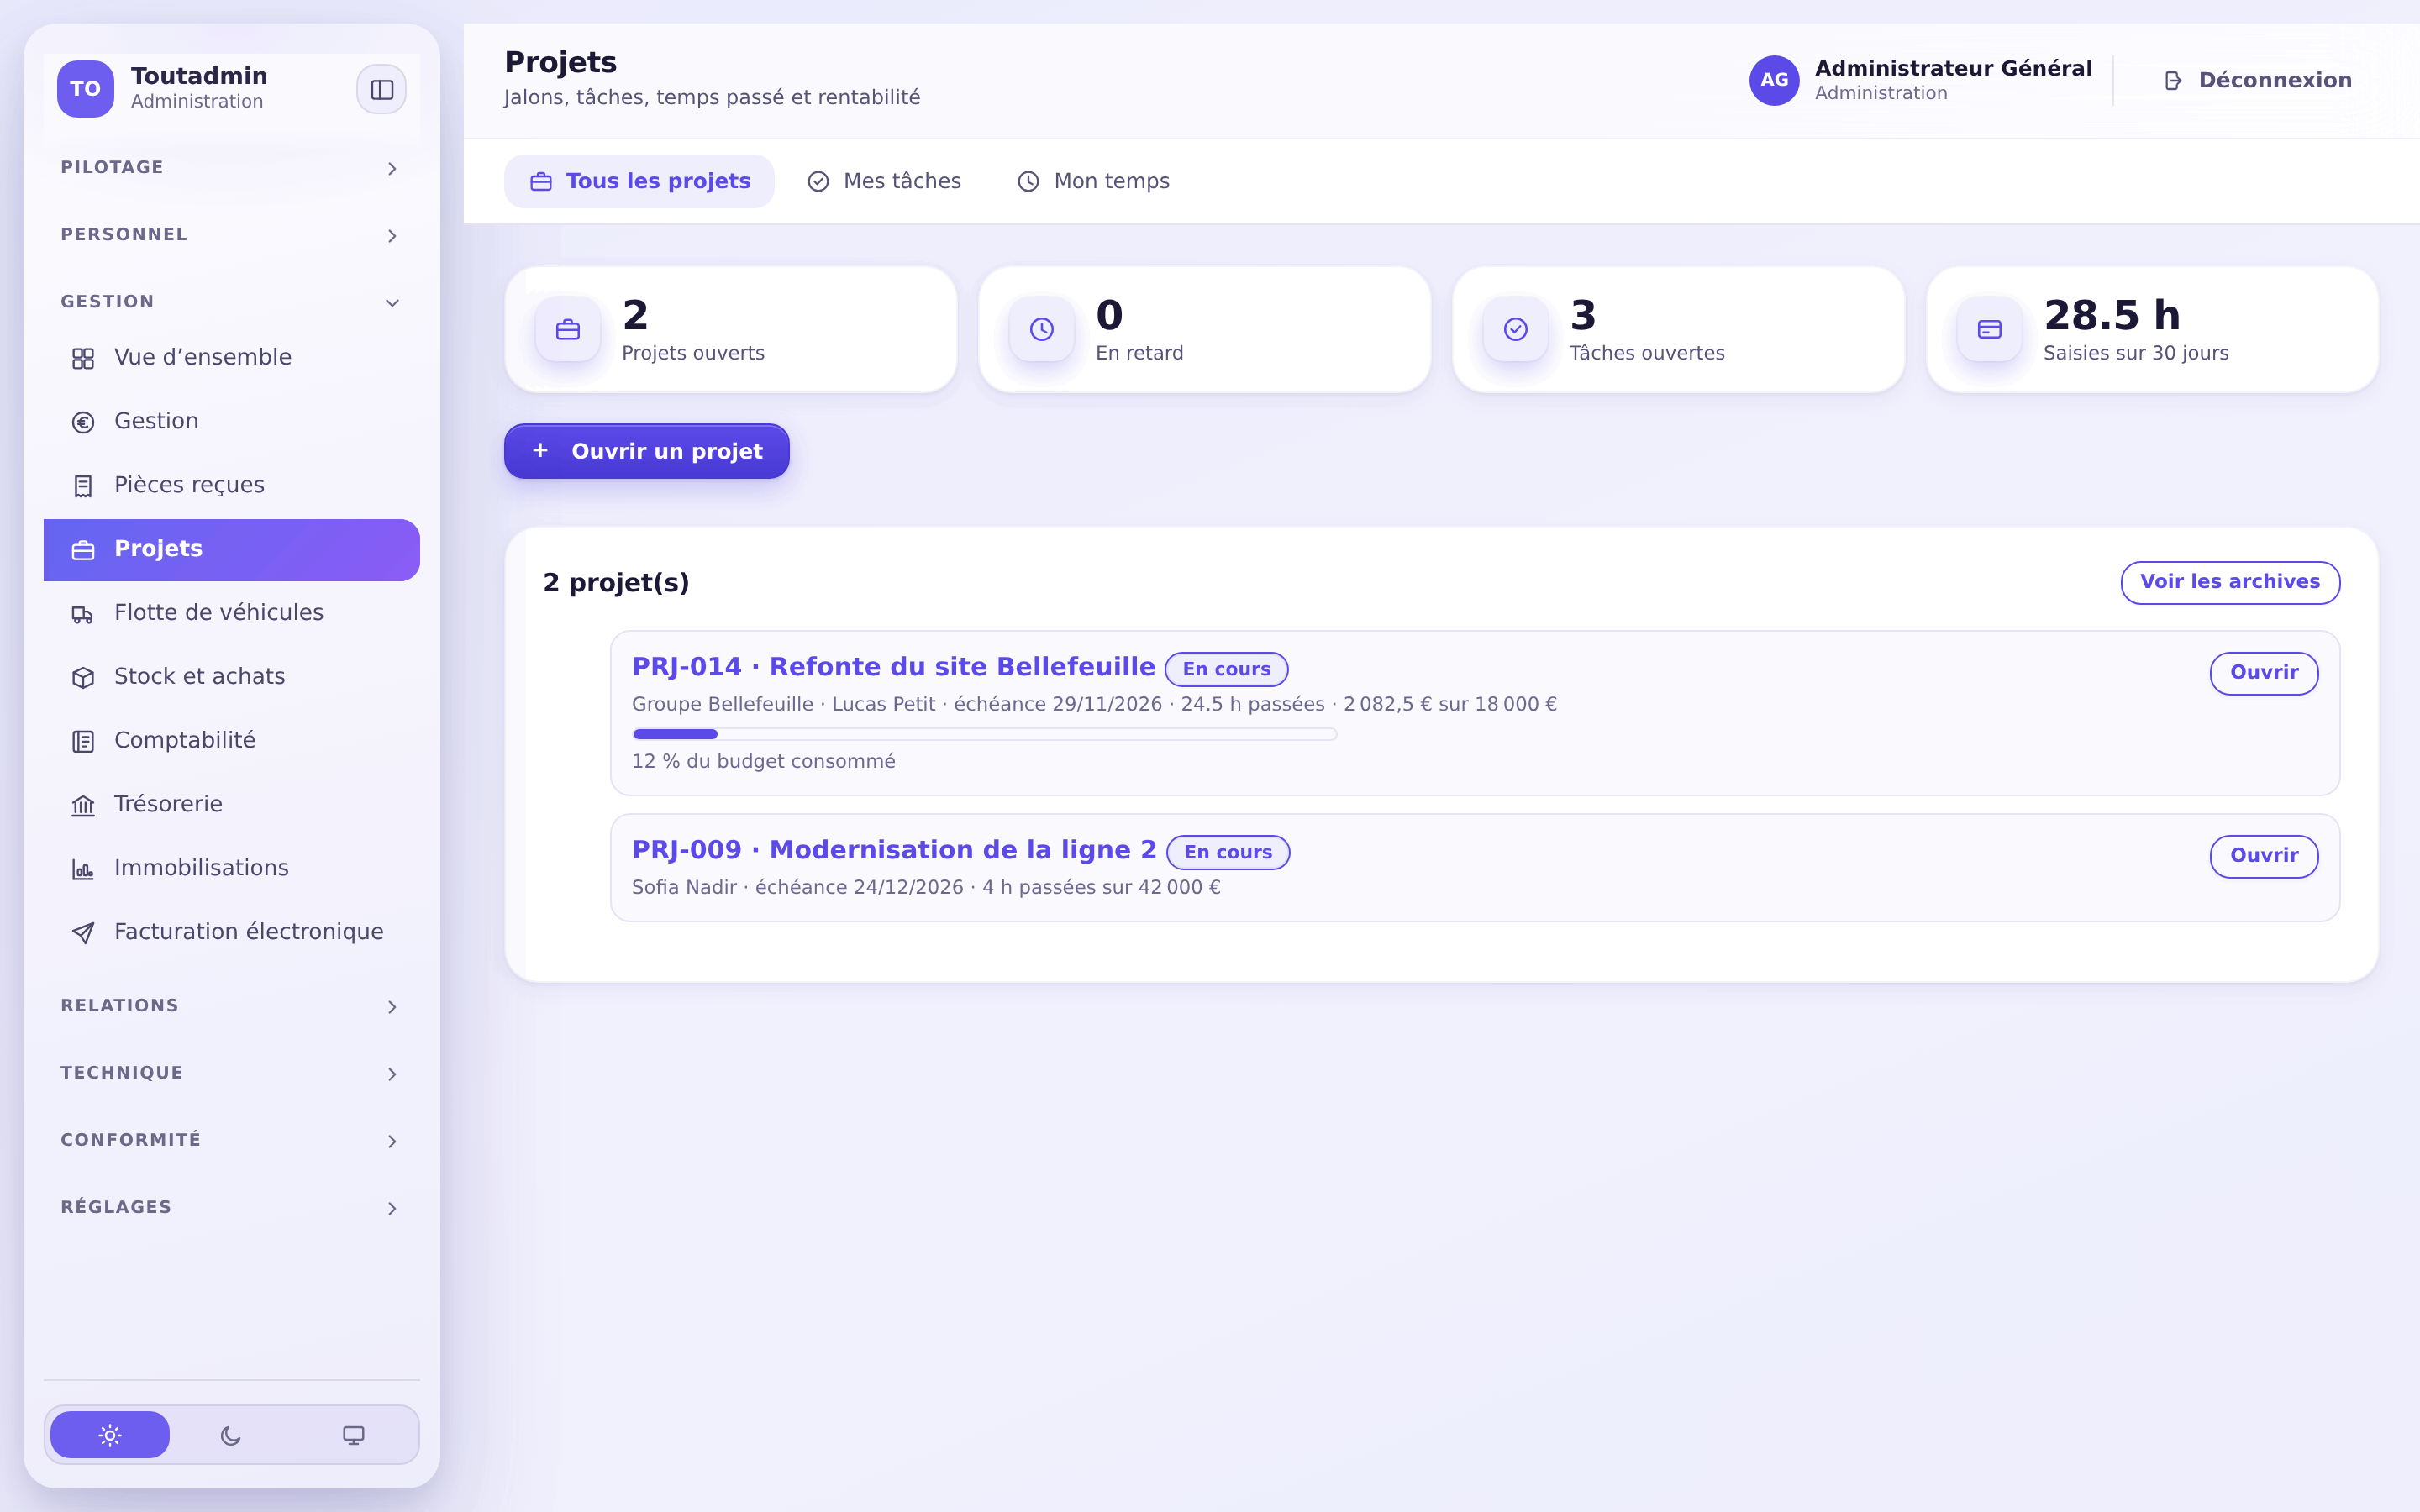 TO
Toutadmin
Administration
PILOTAGE
PERSONNEL
GESTION
Vue d’ensemble
Gestion
Pièces reçues
Projets
Flotte de véhicules
Stock et achats
Comptabilité
Trésorerie
Immobilisations
Facturation électronique
RELATIONS
TECHNIQUE
CONFORMITÉ
RÉGLAGES
Projets
Jalons, tâches, temps passé et rentabilité
AG
Administrateur Général
Administration
Déconnexion
Tous les projets
Mes tâches
Mon temps
2
Projets ouverts
0
En retard
3
Tâches ouvertes
28.5 h
Saisies sur 30 jours
+ Ouvrir un projet
2 projet(s)
Voir les archives
PRJ-014 · Refonte du site Bellefeuille En cours
Ouvrir
Groupe Bellefeuille · Lucas Petit · échéance 29/11/2026 · 24.5 h passées · 2 082,5 € sur 18 000 €
12 % du budget consommé
PRJ-009 · Modernisation de la ligne 2 En cours
Ouvrir
Sofia Nadir · échéance 24/12/2026 · 4 h passées sur 42 000 €